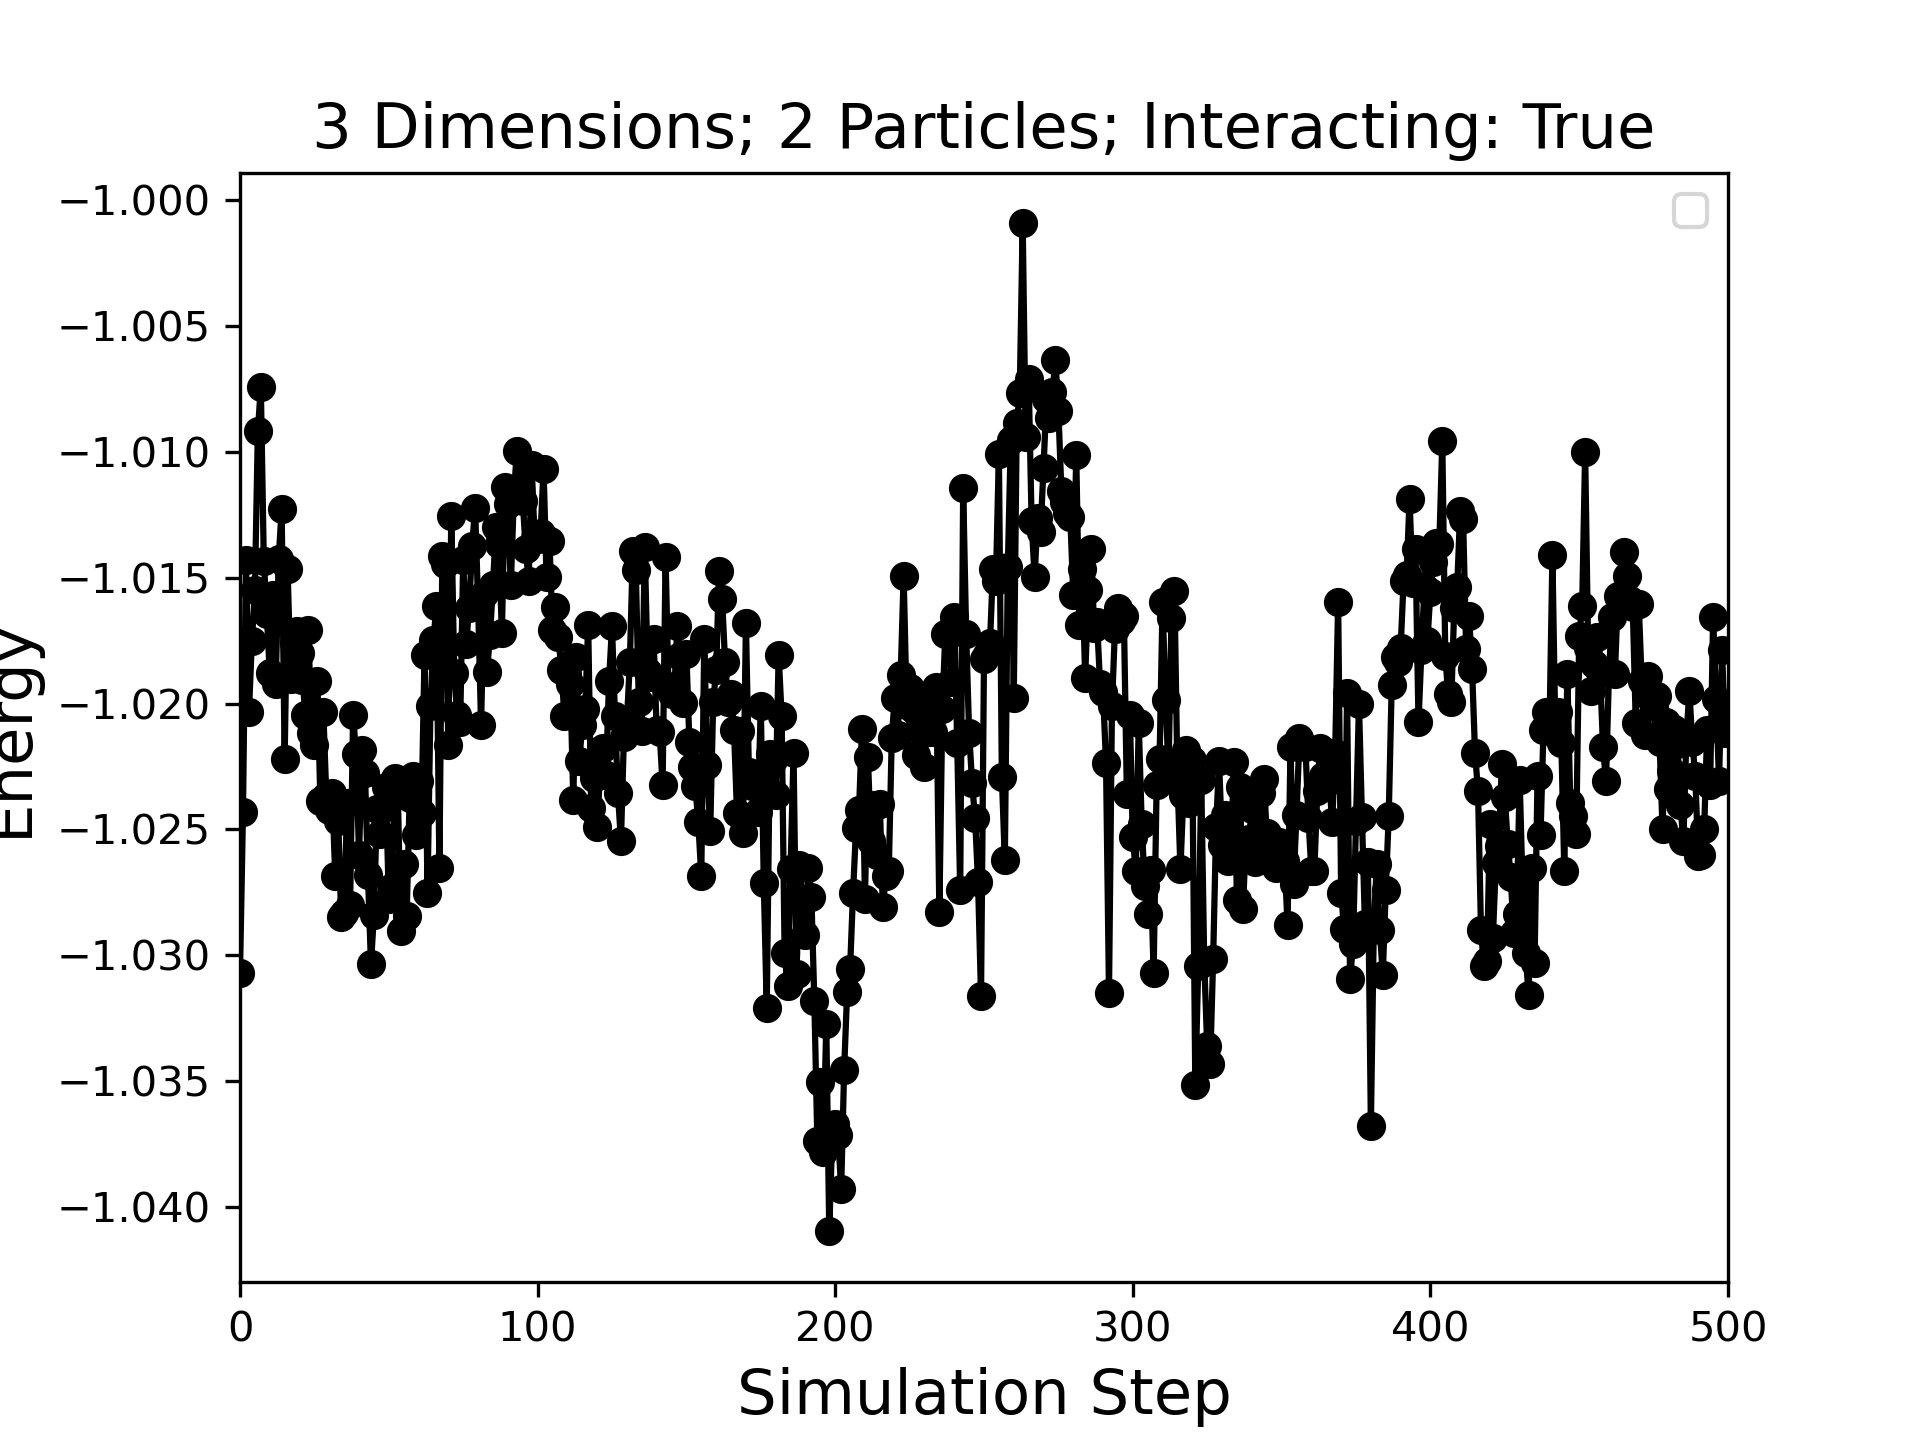 3 Dimensions; 2 Particles; Interacting: True
−1.000
−1.005
−1.010
−1.015
−1.020
−1.025
−1.030
−1.035
−1.040
Energy
0 100 200 300 400 500
Simulation Step